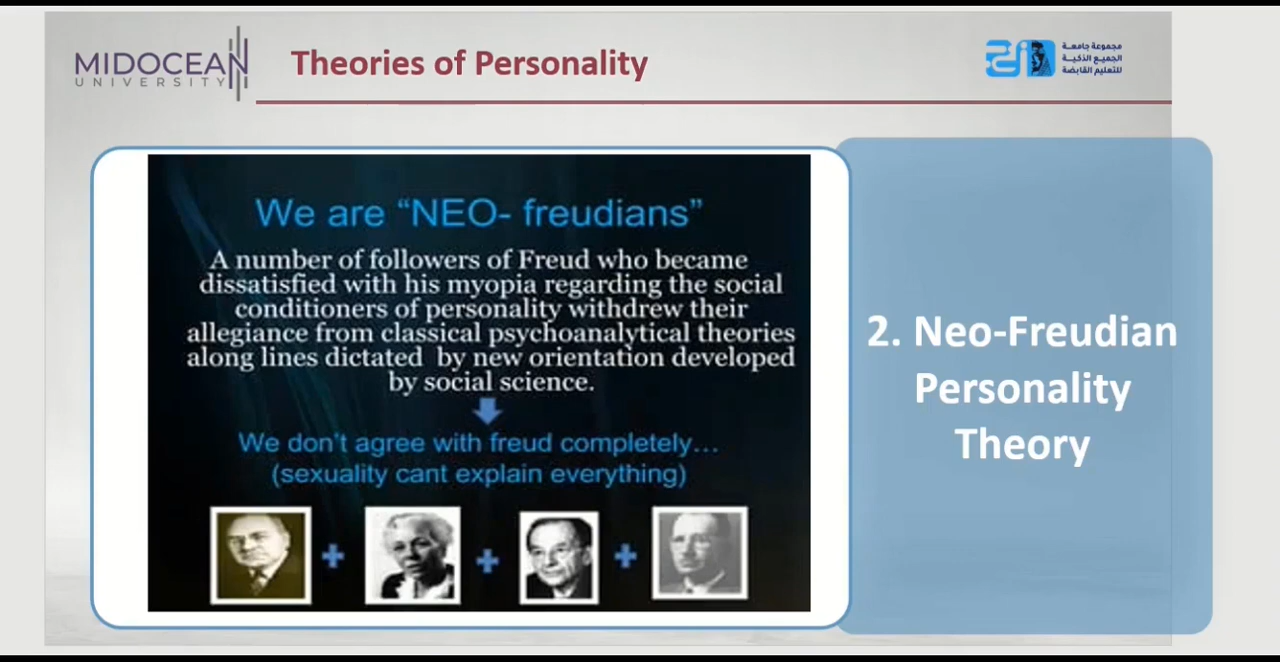 MIDOCEAN
UNIVERSITY
Theories of Personality
مجموعة جامعة
الجميع الذكية
للتعليم القابضة
We are “NEO- freudians”
A number of followers of Freud who became
dissatisfied with his myopia regarding the social
conditioners of personality withdrew their
allegiance from classical psychoanalytical theories
along lines dictated by new orientation developed
by social science.
We don't agree with freud completely...
(sexuality cant explain everything)
2. Neo-Freudian
Personality
Theory